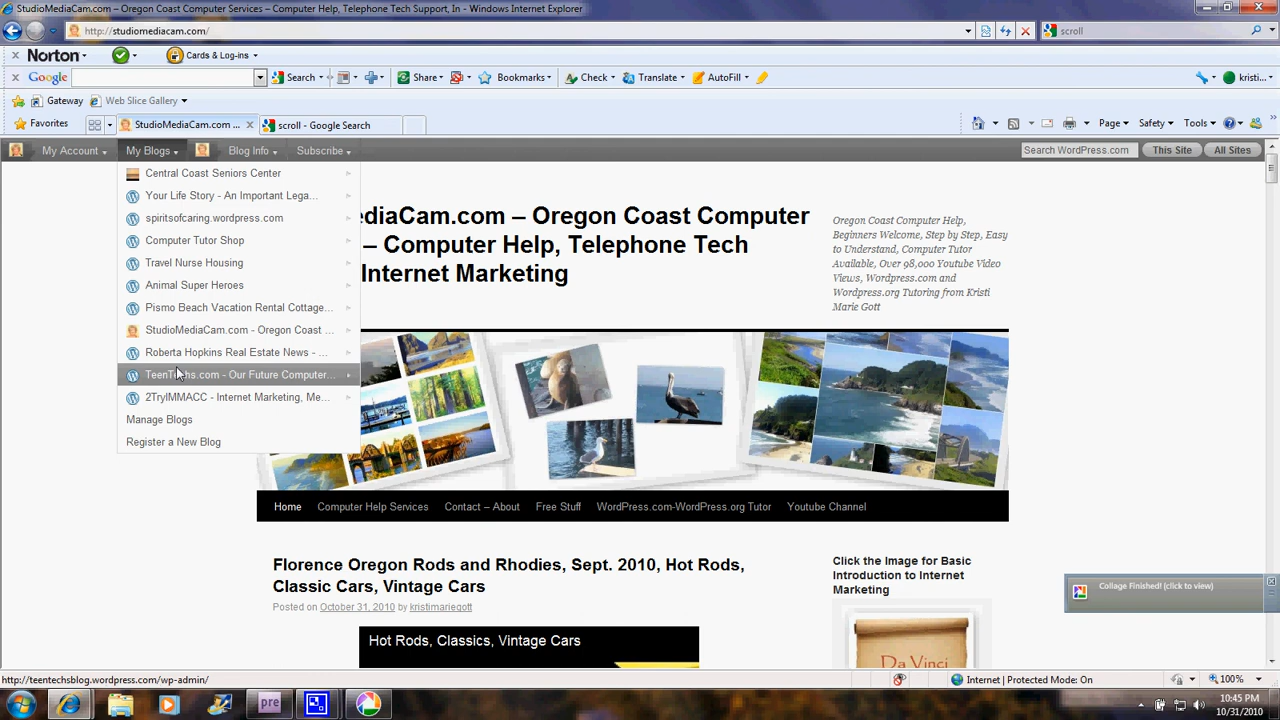 StudioMediaCam.com – Oregon Coast Computer Services – Computer Help, Telephone Tech Support, In - Windows Internet Explorer
http://studiomediacam.com/
scroll
Norton
Cards & Log-ins
Google
Search
Share
Bookmarks
Check
Translate
AutoFill
kristi...
Gateway
Web Slice Gallery
Favorites
StudioMediaCam.com ...
scroll - Google Search
Page
Safety
Tools
My Account
My Blogs
Blog Info
Subscribe
Search WordPress.com
This Site
All Sites
Central Coast Seniors Center
Your Life Story - An Important Lega...
spiritsofcaring.wordpress.com
Computer Tutor Shop
Travel Nurse Housing
Animal Super Heroes
Pismo Beach Vacation Rental Cottage...
StudioMediaCam.com - Oregon Coast ...
Roberta Hopkins Real Estate News - ...
.com - Our Future Computer...
2TryIMMACC - Internet Marketing, Me...
Manage Blogs
Register a New Blog
ediaCam.com – Oregon Coast Computer
– Computer Help, Telephone Tech
Internet Marketing
Oregon Coast Computer Help,
Beginners Welcome, Step by Step, Easy
to Understand, Computer Tutor
Available, Over 98,000 Youtube Video
Views, Wordpress.com and
Wordpress.org Tutoring from Kristi
Marie Gott
Home
Computer Help Services
Contact – About
Free Stuff
WordPress.com-WordPress.org Tutor
Youtube Channel
Florence Oregon Rods and Rhodies, Sept. 2010, Hot Rods,
Classic Cars, Vintage Cars
Posted on October 31, 2010 by kristimariegott
Hot Rods, Classics, Vintage Cars
Click the Image for Basic
Introduction to Internet
Marketing
Da Vinci
Collage Finished! (click to view)
http://teentechsblog.wordpress.com/wp-admin/
Internet | Protected Mode: On
100%
pre
10:45 PM
10/31/2010